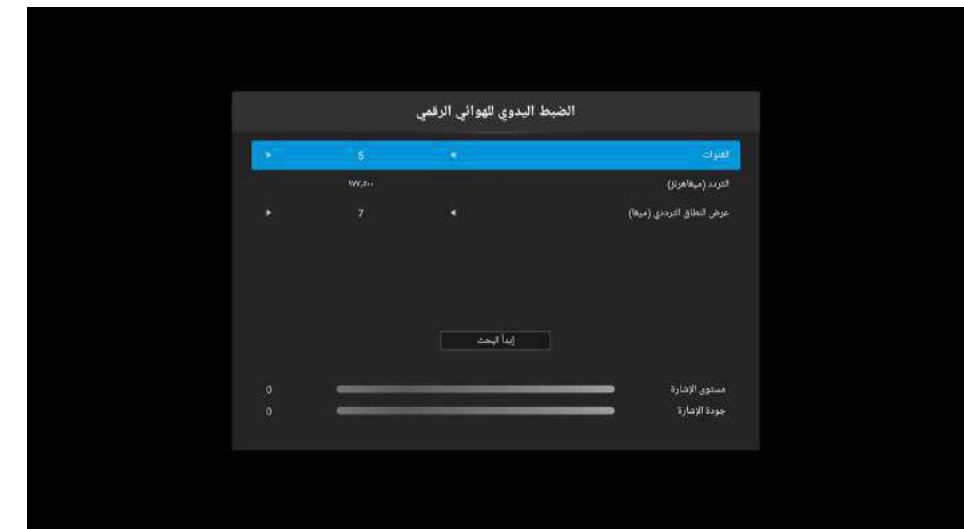 الضبط اليدوي للهوائي الرقمي
القنوات 5
التردد (ميغاهرتز) ١٧٧,٥٠٠
عرض النطاق الترددي (ميغا) 7
إبدأ البحث
مستوى الإشارة 0
جودة الإشارة 0